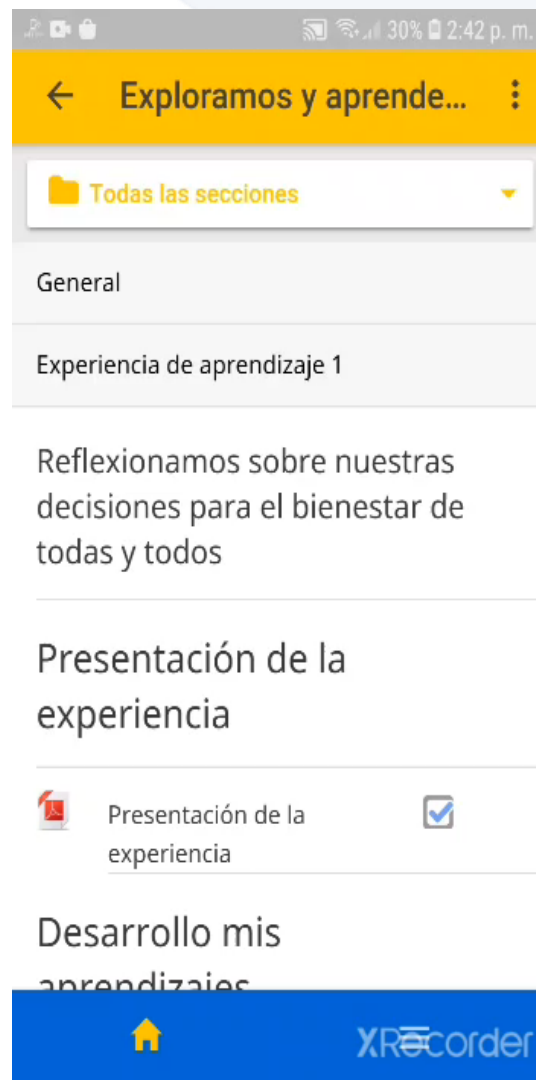 30% 2:42 p. m.
Exploramos y aprende...
Todas las secciones
General
Experiencia de aprendizaje 1
Reflexionamos sobre nuestras
decisiones para el bienestar de
todas y todos
Presentación de la
experiencia
Presentación de la
experiencia
Desarrollo mis
aprendizajes
XRecorder